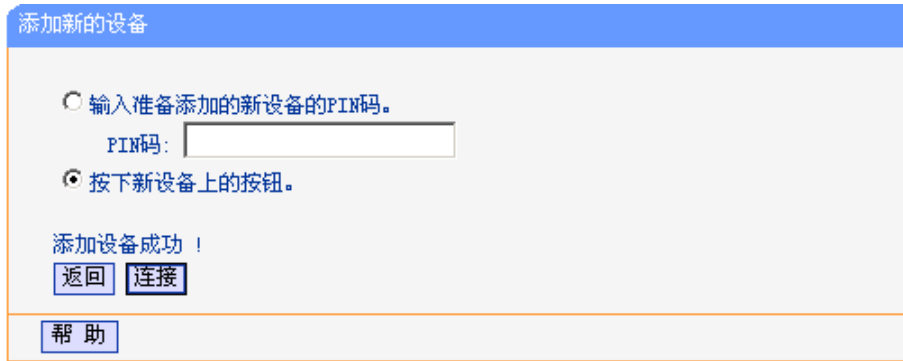 添加新的设备
输入准备添加的新设备的PIN码。
PIN码:
按下新设备上的按钮。
添加设备成功 !
返回 连接
帮 助